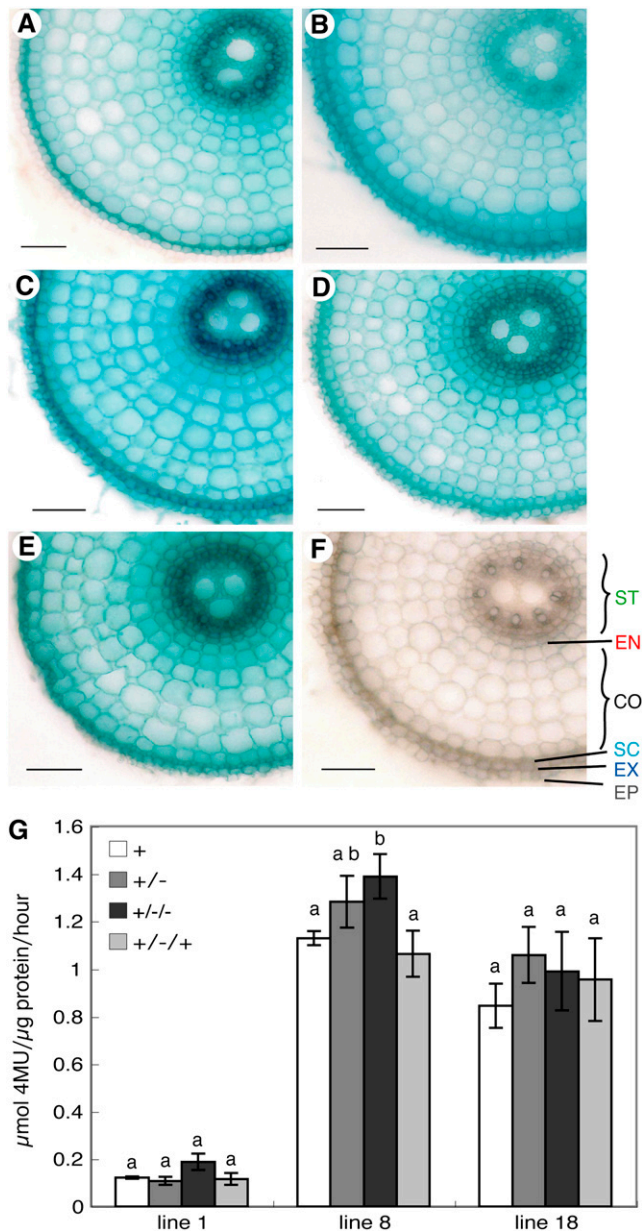 A
B
C
D
E
F
ST
EN
CO
SC
EX
EP
G
µmol 4MU/µg protein/hour
1.6
1.4
1.2
1
0.8
0.6
0.4
0.2
0
+
+/-
+/-/-
+/-/+
a a a a
a a b b a
a a a a
line 1 line 8 line 18